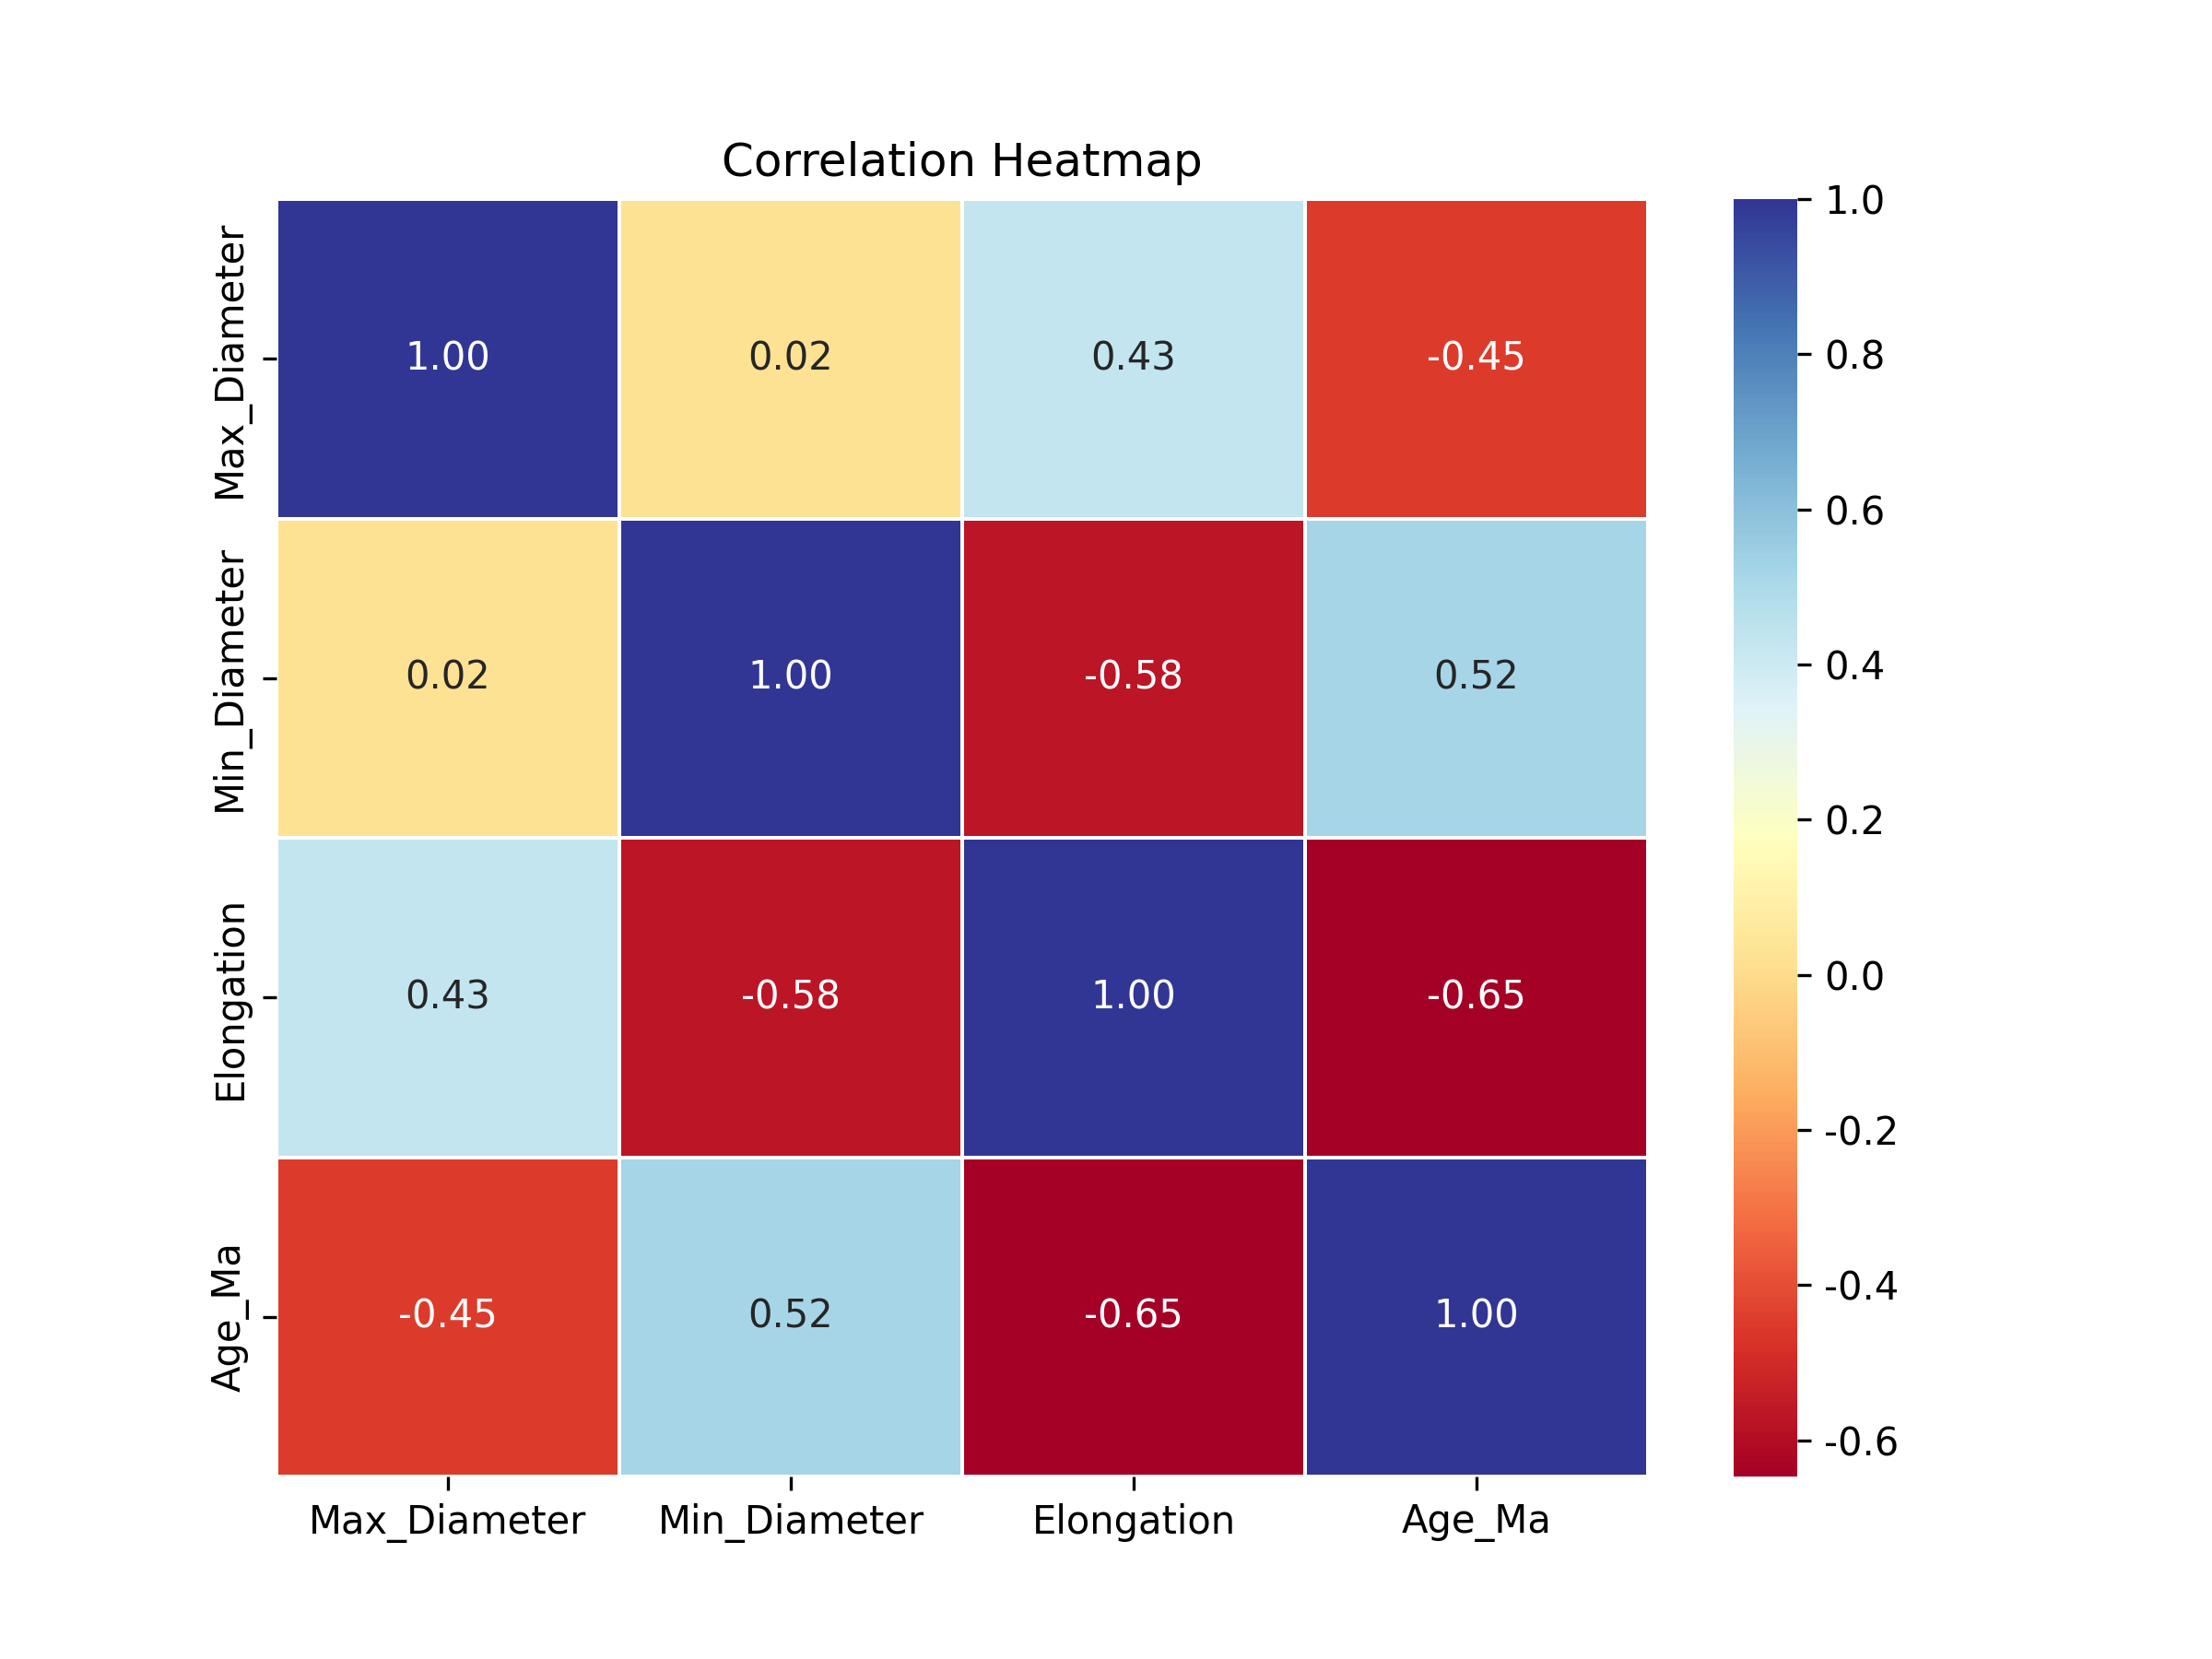 Correlation Heatmap
Max_Diameter 1.00 0.02 0.43 -0.45
Min_Diameter 0.02 1.00 -0.58 0.52
Elongation 0.43 -0.58 1.00 -0.65
Age_Ma -0.45 0.52 -0.65 1.00
Max_Diameter Min_Diameter Elongation Age_Ma
1.0
0.8
0.6
0.4
0.2
0.0
-0.2
-0.4
-0.6